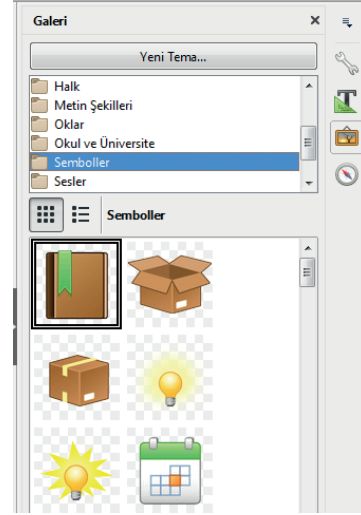 Galeri
Yeni Tema...
Halk
Metin Şekilleri
Oklar
Okul ve Üniversite
Semboller
Sesler
Semboller